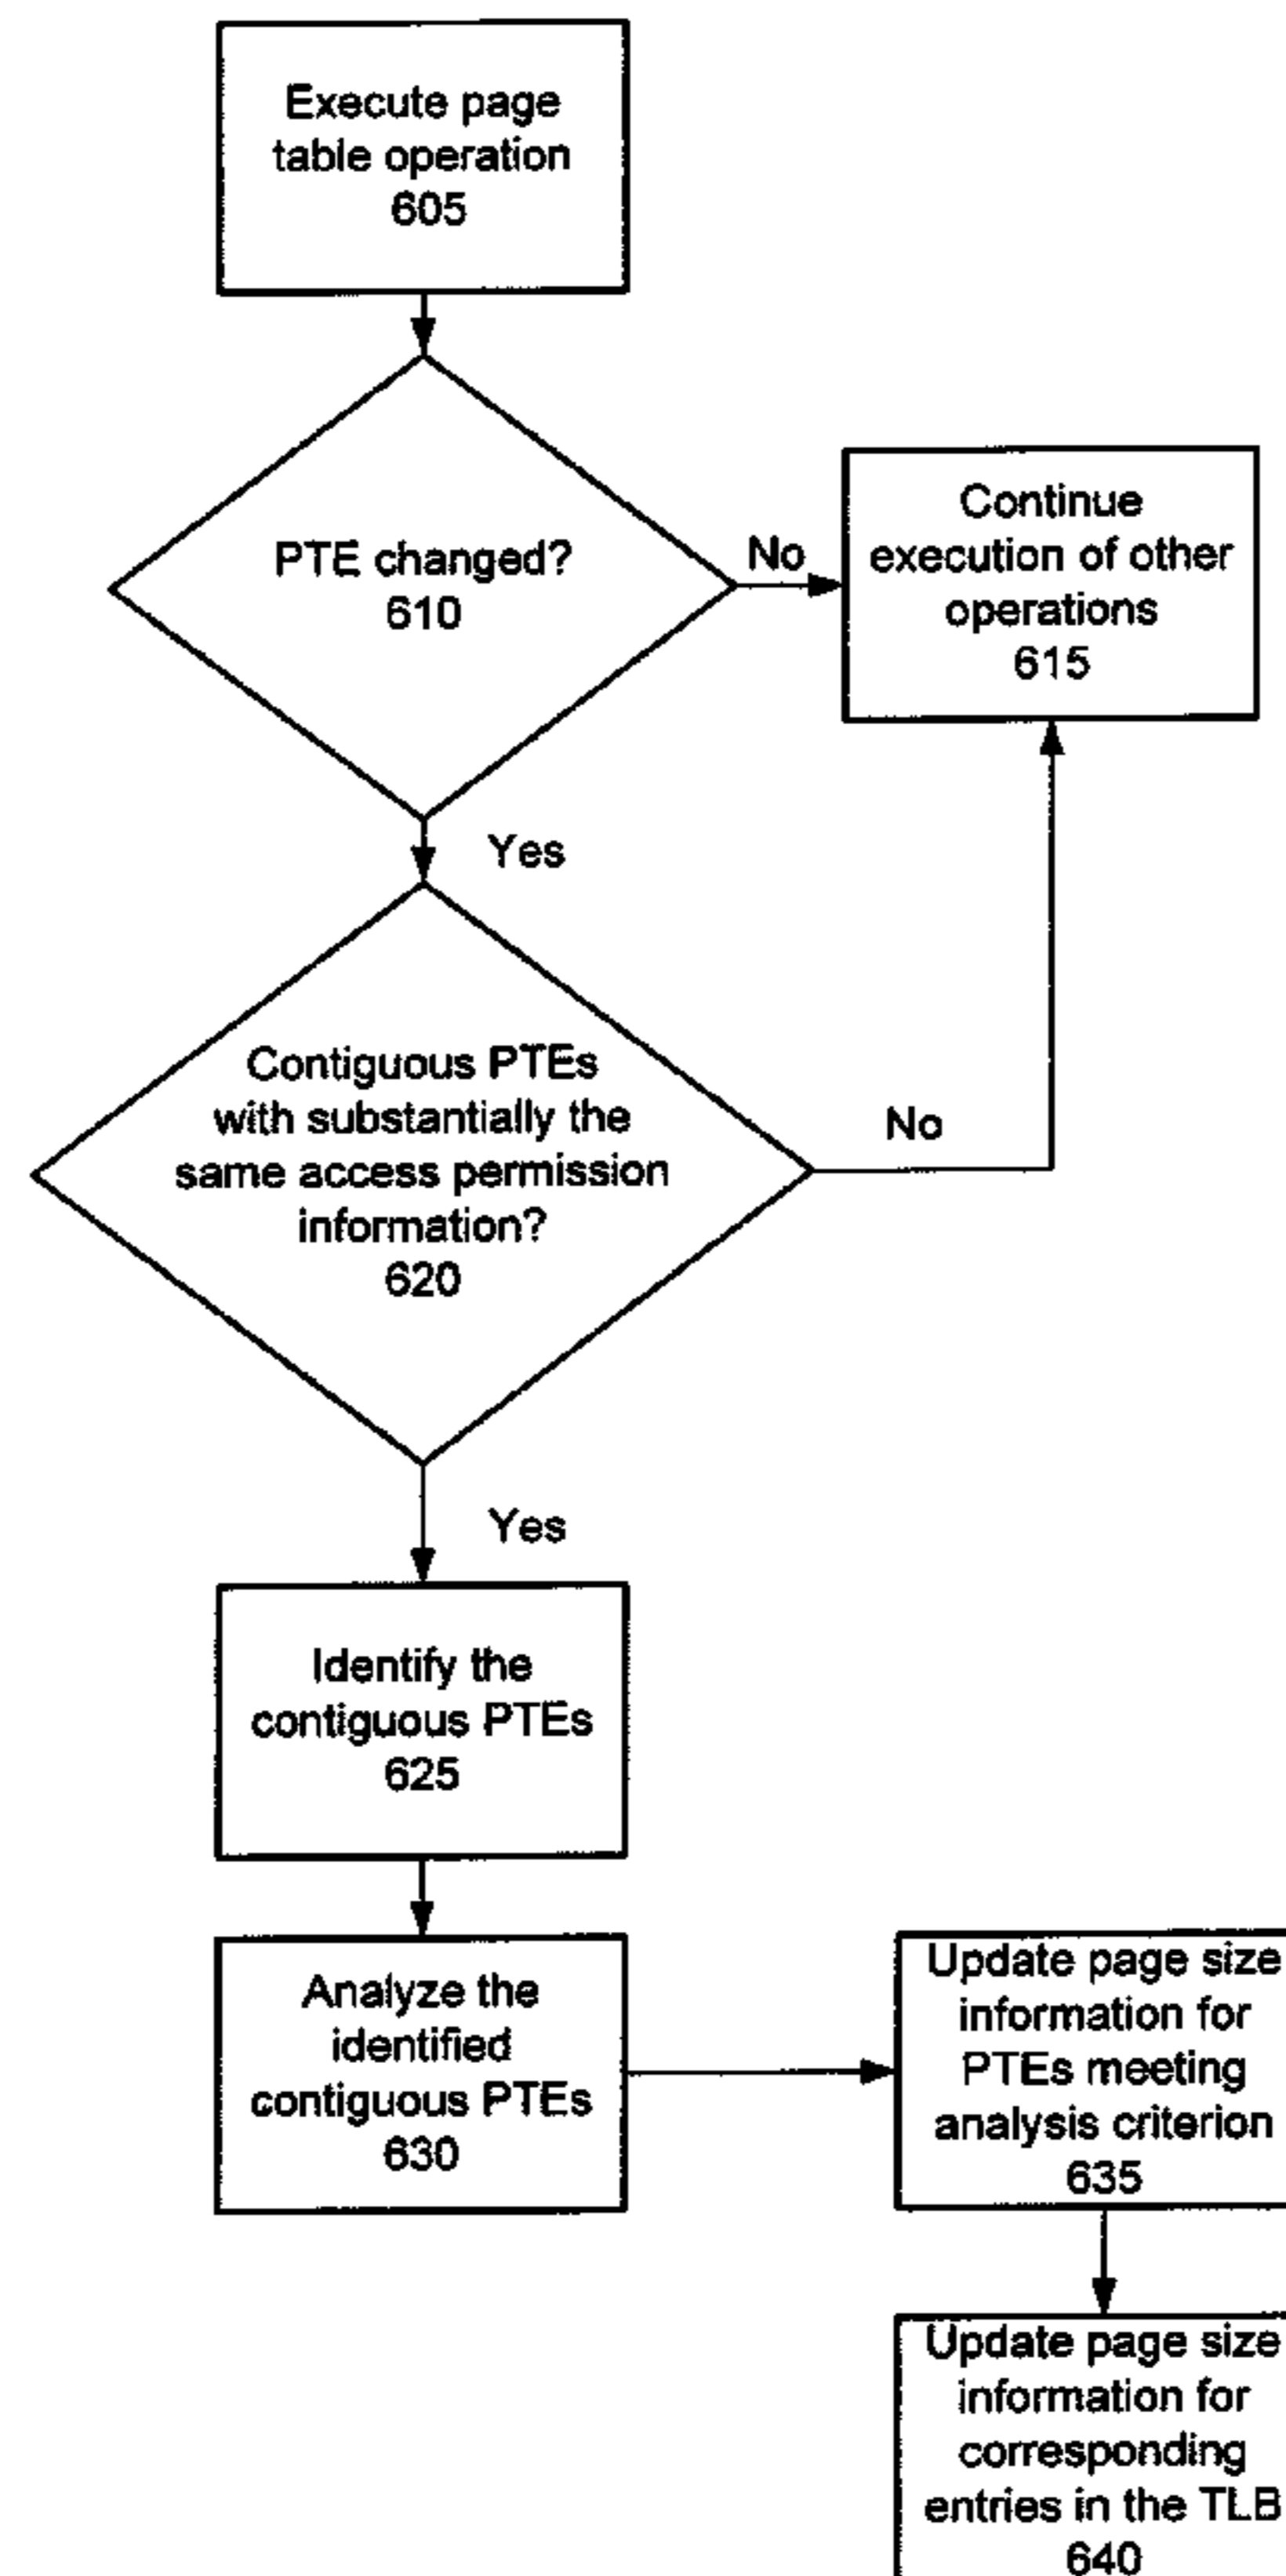 Execute page
table operation
605
PTE changed?
610
No
Continue
execution of other
operations
615
Yes
Contiguous PTEs
with substantially the
same access permission
information?
620
No
Yes
Identify the
contiguous PTEs
625
Analyze the
identified
contiguous PTEs
630
Update page size
information for
PTEs meeting
analysis criterion
635
Update page size
information for
corresponding
entries in the TLB
640